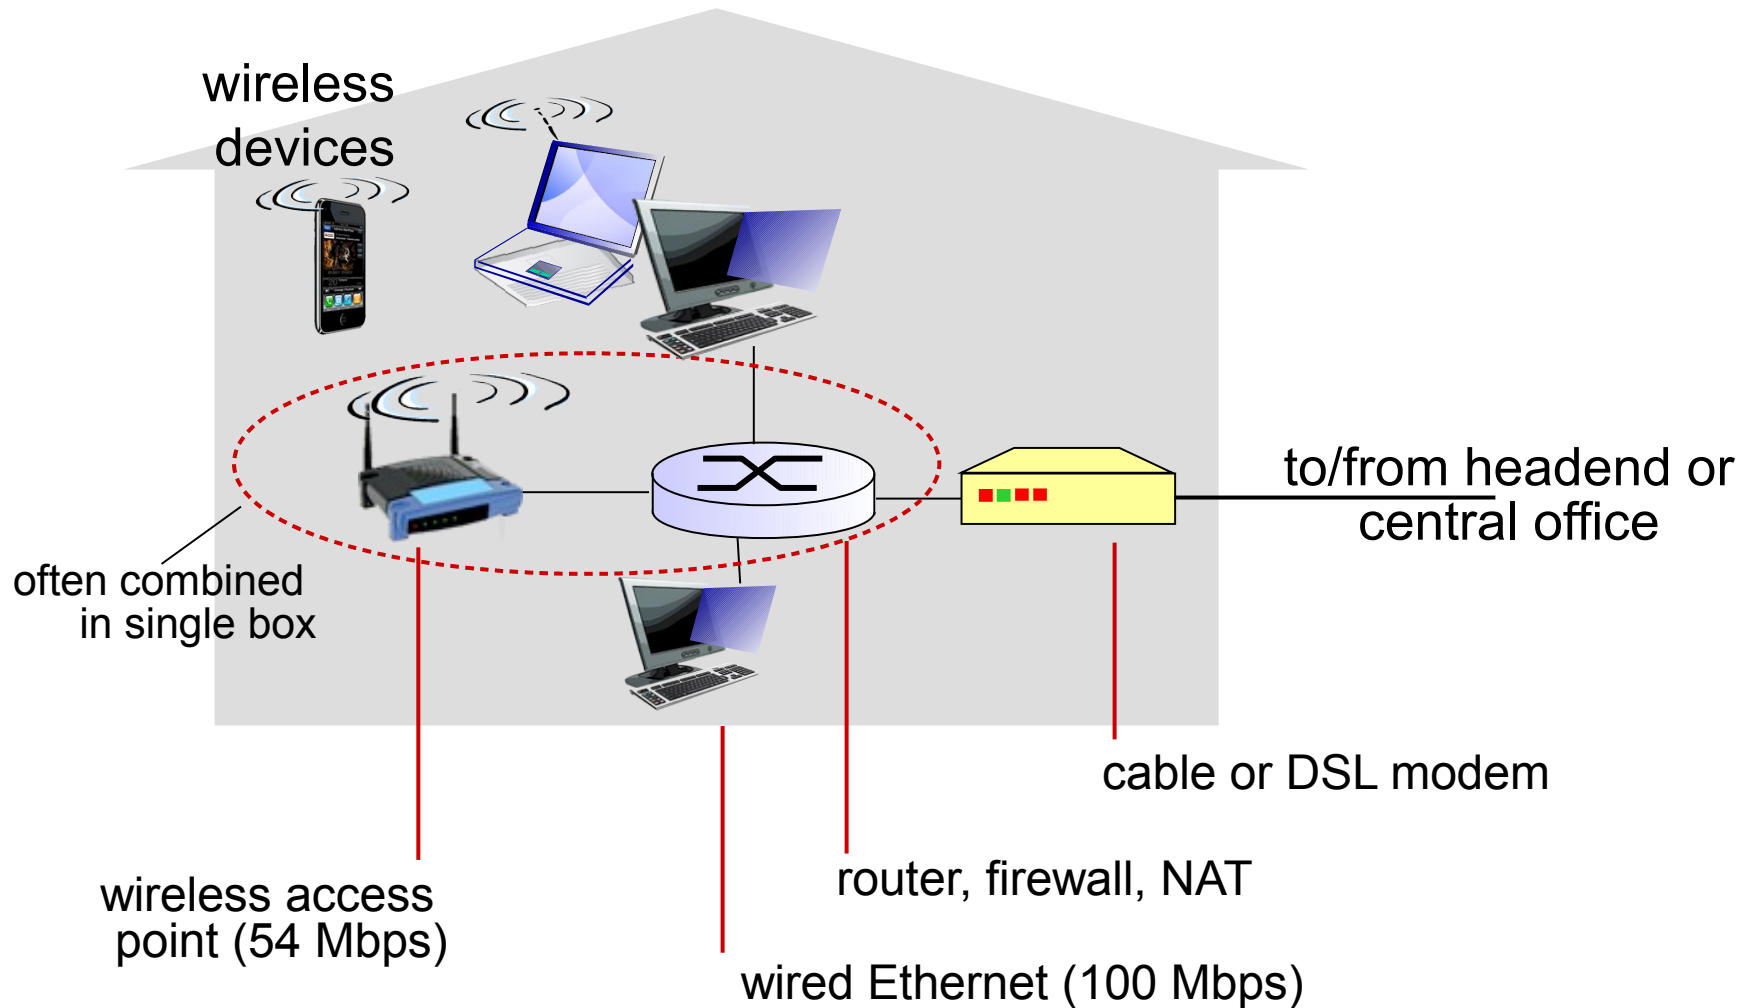 wireless
devices
to/from headend or
central office
often combined
in single box
cable or DSL modem
router, firewall, NAT
wireless access
point (54 Mbps)
wired Ethernet (100 Mbps)